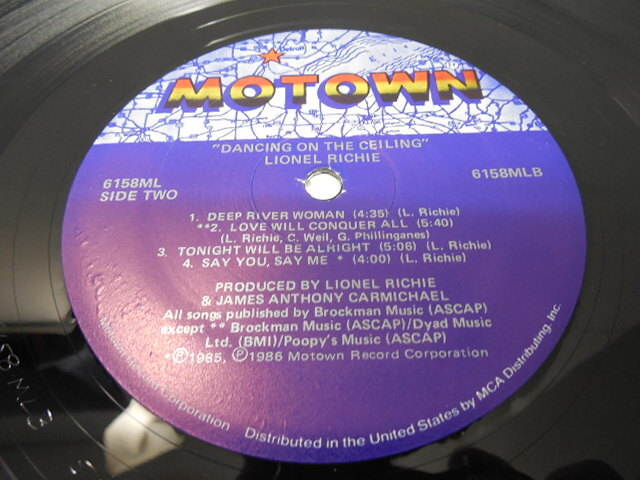 Detroit
MOTOWN
"DANCING ON THE CEILING"
LIONEL RICHIE
6158ML
SIDE TWO
6158MLB
1. DEEP RIVER WOMAN (4:35) (L. Richie)
**2. LOVE WILL CONQUER ALL (5:40)
(L. Richie, C. Weil, G. Phillinganes)
3. TONIGHT WILL BE ALRIGHT (5:06) (L. Richie)
4. SAY YOU, SAY ME * (4:00) (L. Richie)
PRODUCED BY LIONEL RICHIE
& JAMES ANTHONY CARMICHAEL
All songs published by Brockman Music (ASCAP)
except ** Brockman Music (ASCAP)/Dyad Music
Ltd. (BMI)/Poopy's Music (ASCAP)
*℗1985, ℗1986 Motown Record Corporation
Record Corporation Distributed in the United States by MCA Distributing, Inc.